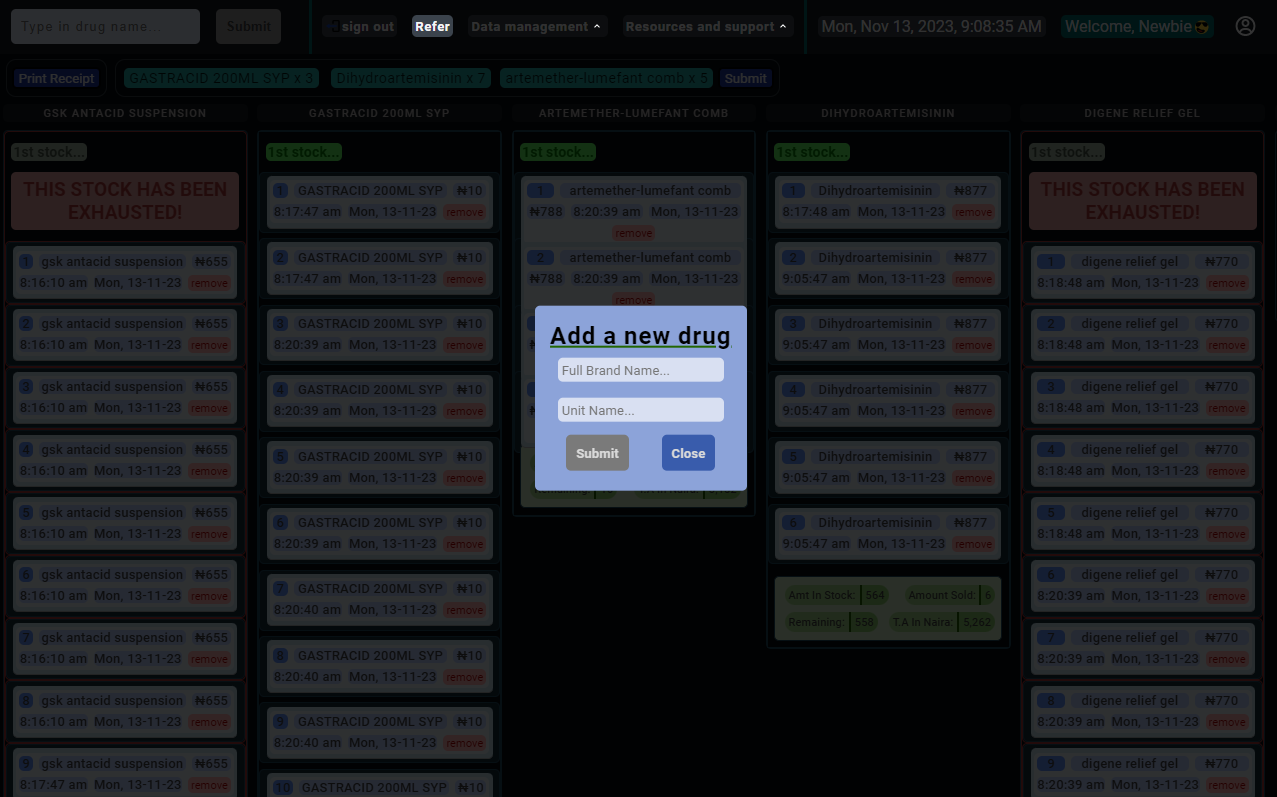 Type in drug name...
Submit
sign out
Refer
Data management
Resources and support
Mon, Nov 13, 2023, 9:08:35 AM
Welcome, Newbie 😎
Print Receipt
GASTRACID 200ML SYP x 3
Dihydroartemisinin x 7
artemether-lumefant comb x 5
Submit
GSK ANTACID SUSPENSION
1st stock...
THIS STOCK HAS BEEN
EXHAUSTED!
1 gsk antacid suspension ₦655
8:16:10 am Mon, 13-11-23 remove
2 gsk antacid suspension ₦655
8:16:10 am Mon, 13-11-23 remove
3 gsk antacid suspension ₦655
8:16:10 am Mon, 13-11-23 remove
4 gsk antacid suspension ₦655
8:16:10 am Mon, 13-11-23 remove
5 gsk antacid suspension ₦655
8:16:10 am Mon, 13-11-23 remove
6 gsk antacid suspension ₦655
8:16:10 am Mon, 13-11-23 remove
7 gsk antacid suspension ₦655
8:16:10 am Mon, 13-11-23 remove
8 gsk antacid suspension ₦655
8:16:10 am Mon, 13-11-23 remove
9 gsk antacid suspension ₦655
8:17:47 am Mon, 13-11-23 remove
GASTRACID 200ML SYP
1st stock...
1 GASTRACID 200ML SYP ₦10
8:17:47 am Mon, 13-11-23 remove
2 GASTRACID 200ML SYP ₦10
8:17:47 am Mon, 13-11-23 remove
3 GASTRACID 200ML SYP ₦10
8:20:39 am Mon, 13-11-23 remove
4 GASTRACID 200ML SYP ₦10
8:20:39 am Mon, 13-11-23 remove
5 GASTRACID 200ML SYP ₦10
8:20:39 am Mon, 13-11-23 remove
6 GASTRACID 200ML SYP ₦10
8:20:39 am Mon, 13-11-23 remove
7 GASTRACID 200ML SYP ₦10
8:20:40 am Mon, 13-11-23 remove
8 GASTRACID 200ML SYP ₦10
8:20:40 am Mon, 13-11-23 remove
9 GASTRACID 200ML SYP ₦10
8:20:40 am Mon, 13-11-23 remove
10 GASTRACID 200ML SYP ₦10
ARTEMETHER-LUMEFANT COMB
1st stock...
1 artemether-lumefant comb
₦788 8:20:39 am Mon, 13-11-23
remove
2 artemether-lumefant comb
₦788 8:20:39 am Mon, 13-11-23
remove
Add a new drug
Full Brand Name...
Unit Name...
Submit
Close
DIHYDROARTEMISININ
1st stock...
1 Dihydroartemisinin ₦877
8:17:48 am Mon, 13-11-23 remove
2 Dihydroartemisinin ₦877
9:05:47 am Mon, 13-11-23 remove
3 Dihydroartemisinin ₦877
9:05:47 am Mon, 13-11-23 remove
4 Dihydroartemisinin ₦877
9:05:47 am Mon, 13-11-23 remove
5 Dihydroartemisinin ₦877
9:05:47 am Mon, 13-11-23 remove
6 Dihydroartemisinin ₦877
9:05:47 am Mon, 13-11-23 remove
Amt In Stock: 564 Amount Sold: 6
Remaining: 558 T.A In Naira: 5,262
DIGENE RELIEF GEL
1st stock...
THIS STOCK HAS BEEN
EXHAUSTED!
1 digene relief gel ₦770
8:18:48 am Mon, 13-11-23 remove
2 digene relief gel ₦770
8:18:48 am Mon, 13-11-23 remove
3 digene relief gel ₦770
8:18:48 am Mon, 13-11-23 remove
4 digene relief gel ₦770
8:18:48 am Mon, 13-11-23 remove
5 digene relief gel ₦770
8:18:48 am Mon, 13-11-23 remove
6 digene relief gel ₦770
8:20:39 am Mon, 13-11-23 remove
7 digene relief gel ₦770
8:20:39 am Mon, 13-11-23 remove
8 digene relief gel ₦770
8:20:39 am Mon, 13-11-23 remove
9 digene relief gel ₦770
8:20:39 am Mon, 13-11-23 remove